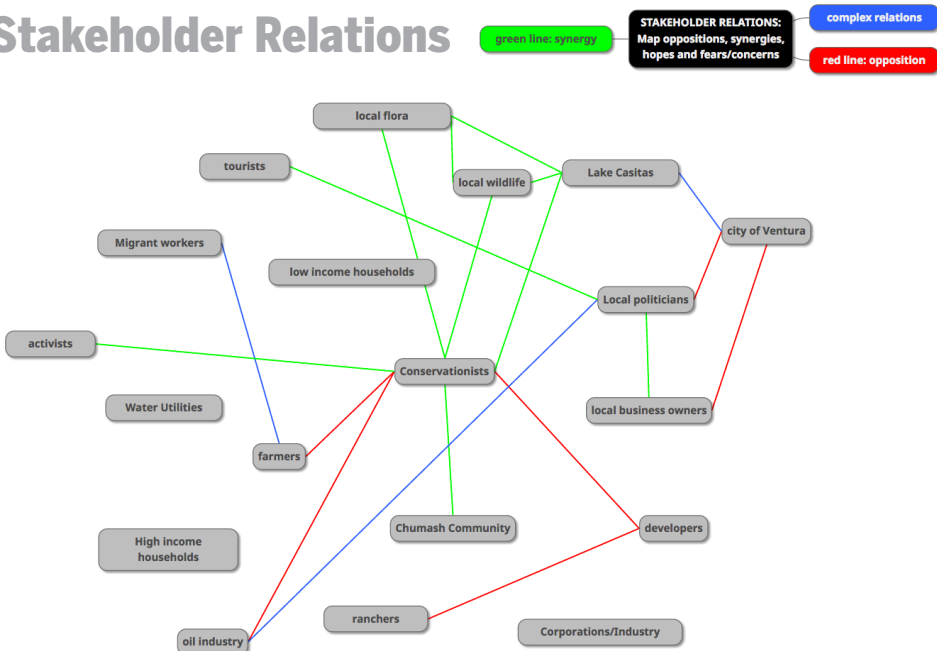 Stakeholder Relations
green line: synergy
STAKEHOLDER RELATIONS:
Map oppositions, synergies,
hopes and fears/concerns
complex relations
red line: opposition
local flora
tourists
local wildlife
Lake Casitas
Migrant workers
city of Ventura
low income households
Local politicians
activists
Conservationists
Water Utilities
local business owners
farmers
Chumash Community
developers
High income
households
ranchers
Corporations/Industry
oil industry